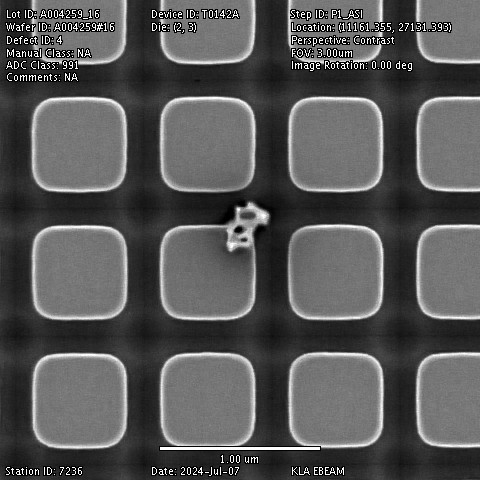 Lot ID: A004259_16
Wafer ID: A004259#16
Defect ID: 4
Manual Class: NA
ADC Class: 991
Comments: NA
Device ID: T0142A
Die: (2, 3)
Step ID: P1_ASI
Location: (11161.355, 27131.393)
Perspective: Contrast
FOV: 3.00um
Image Rotation: 0.00 deg
1.00 um
Station ID: 7236
Date: 2024-Jul-07
KLA EBEAM